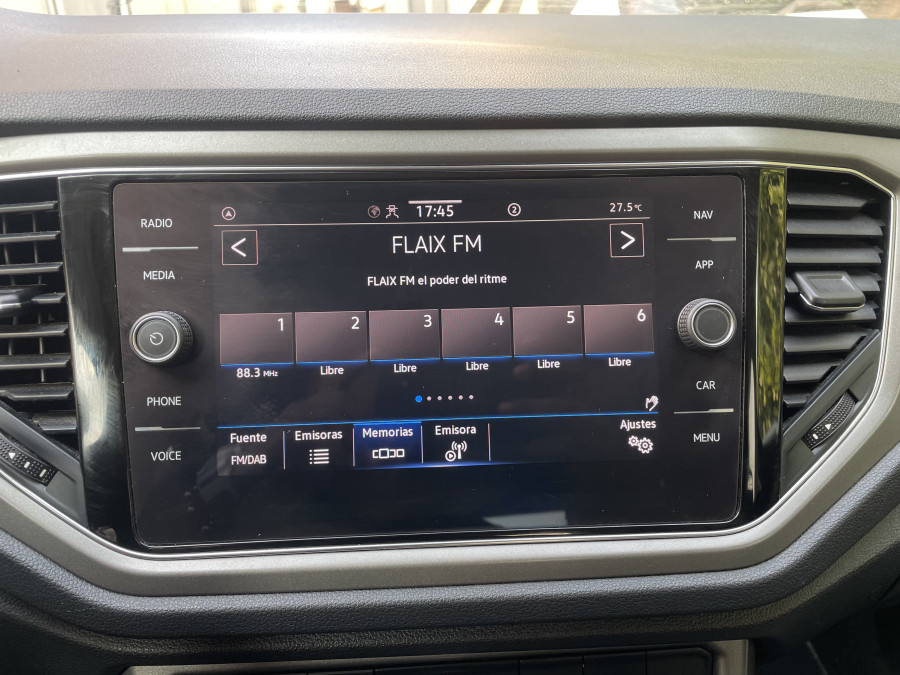 RADIO
MEDIA
PHONE
VOICE
17:45
2
27.5 °C
<
FLAIX FM
>
FLAIX FM el poder del ritme
1 2 3 4 5 6
88.3 MHz Libre Libre Libre Libre Libre
Fuente
FM/DAB
Emisoras
Memorias
Emisora
Ajustes
NAV
APP
CAR
MENU